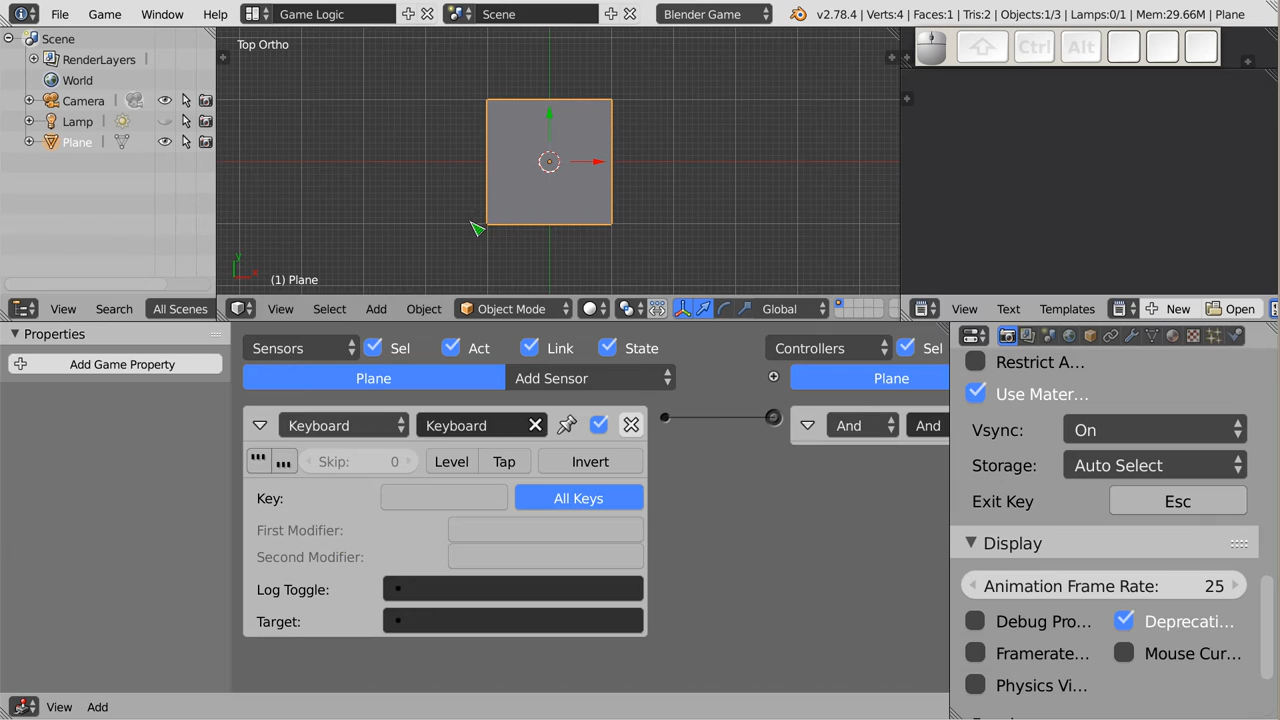 File Game Window Help Game Logic Scene Blender Game v2.78.4 | Verts:4 | Faces:1 | Tris:2 | Objects:1/3 | Lamps:0/1 | Mem:29.66M | Plane
Scene
RenderLayers
World
Camera
Lamp
Plane
View Search All Scenes
Top Ortho
y
x
(1) Plane
View Select Add Object Object Mode Global
Ctrl Alt
View Text Templates New Open
Properties
Add Game Property
Sensors Sel Act Link State Controllers Sel
Plane Add Sensor Plane
Keyboard Keyboard And And
Skip: 0 Level Tap Invert
Key: All Keys
First Modifier:
Second Modifier:
Log Toggle:
Target:
View Add
Restrict A...
Use Mater...
Vsync: On
Storage: Auto Select
Exit Key Esc
Display
Animation Frame Rate: 25
Debug Pro... Deprecati...
Framerate... Mouse Cur...
Physics Vi...